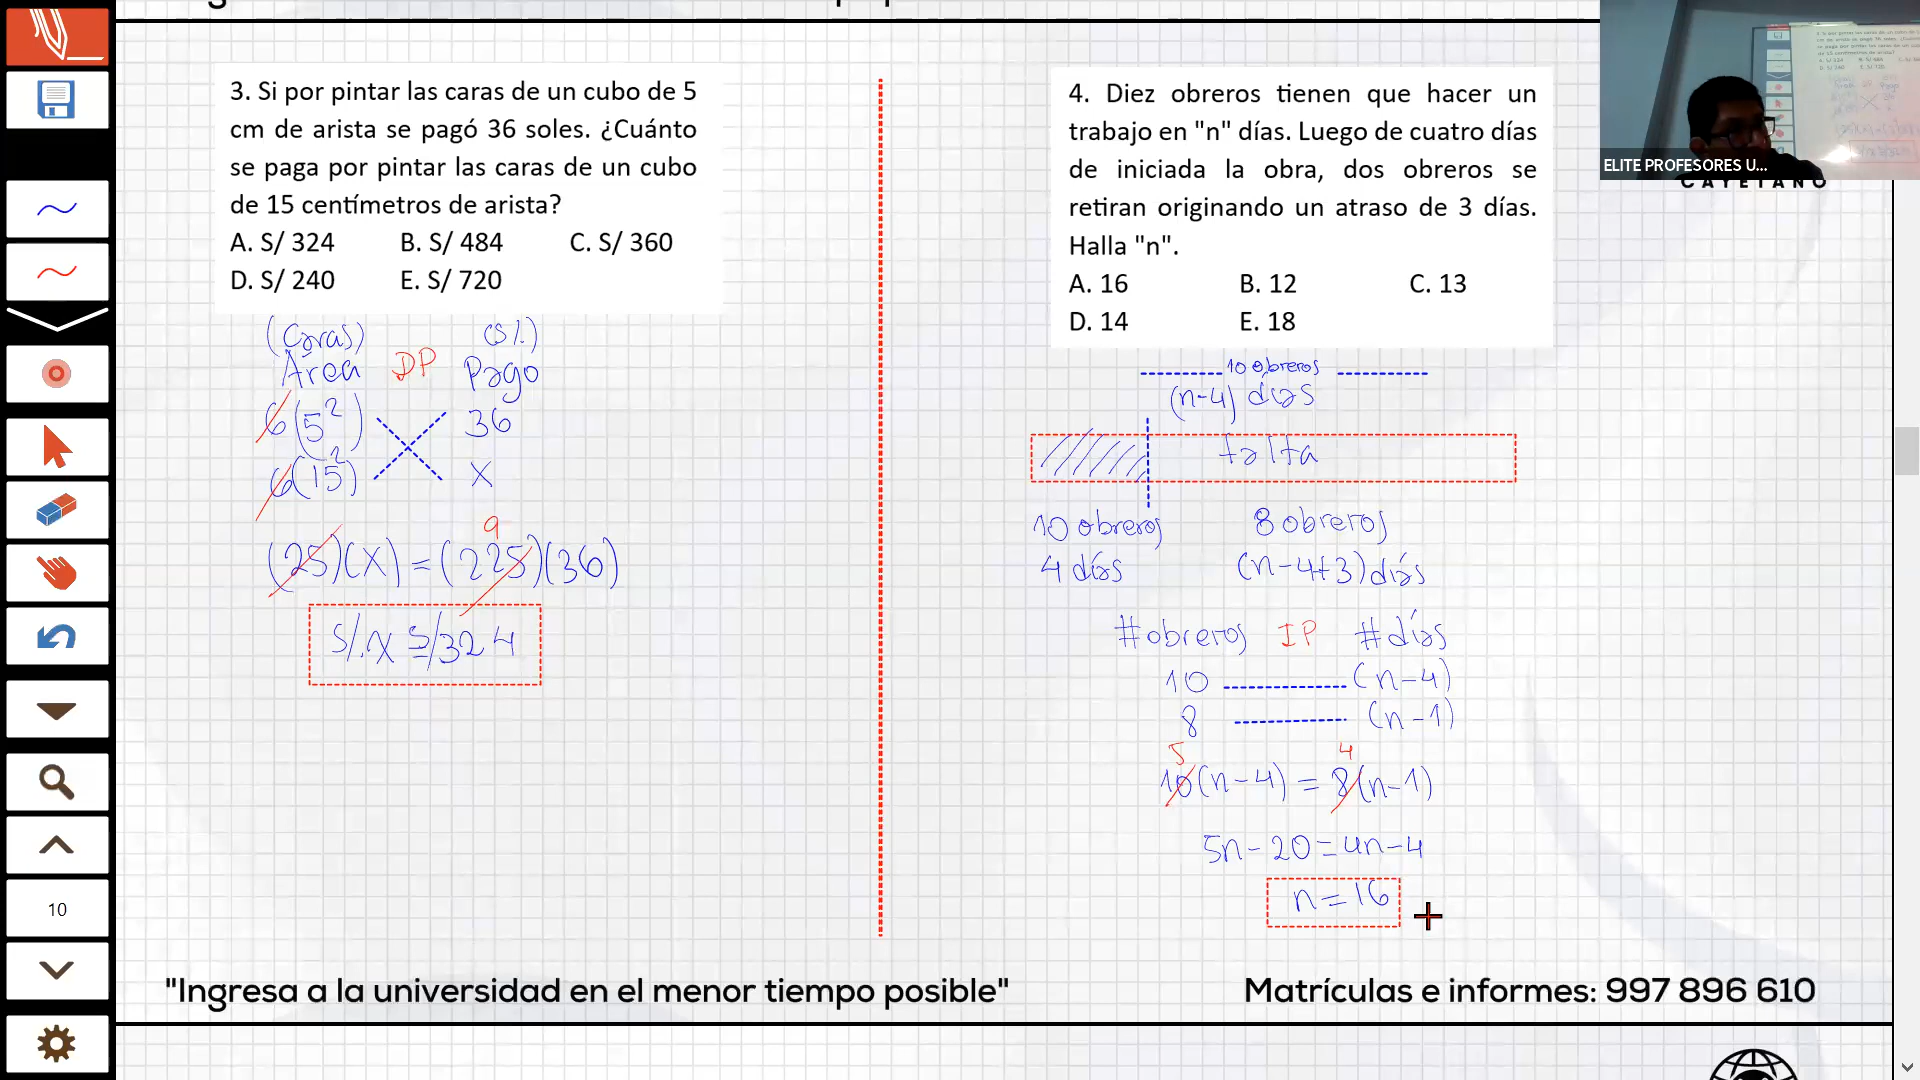 ELITE PROFESORES U...
CAYETANO
3. Si por pintar las caras de un cubo de 5
cm de arista se pagó 36 soles. ¿Cuánto
se paga por pintar las caras de un cubo
de 15 centímetros de arista?
A. S/ 324 B. S/ 484 C. S/ 360
D. S/ 240 E. S/ 720
(Caras) (S/.)
Área DP Pago
6(5²) 36
6(15²) X
9
(25)(X) = (225)(36)
S/.X = S/324
4. Diez obreros tienen que hacer un
trabajo en "n" días. Luego de cuatro días
de iniciada la obra, dos obreros se
retiran originando un atraso de 3 días.
Halla "n".
A. 16 B. 12 C. 13
D. 14 E. 18
10 obreros
(n-4) días
falta
10 obreros 8 obreros
4 días (n-4+3) días
#obreros IP #días
10 (n-4)
8 (n-1)
5 4
10(n-4) = 8(n-1)
5n-20=4n-4
n=16
10
"Ingresa a la universidad en el menor tiempo posible" Matrículas e informes: 997 896 610